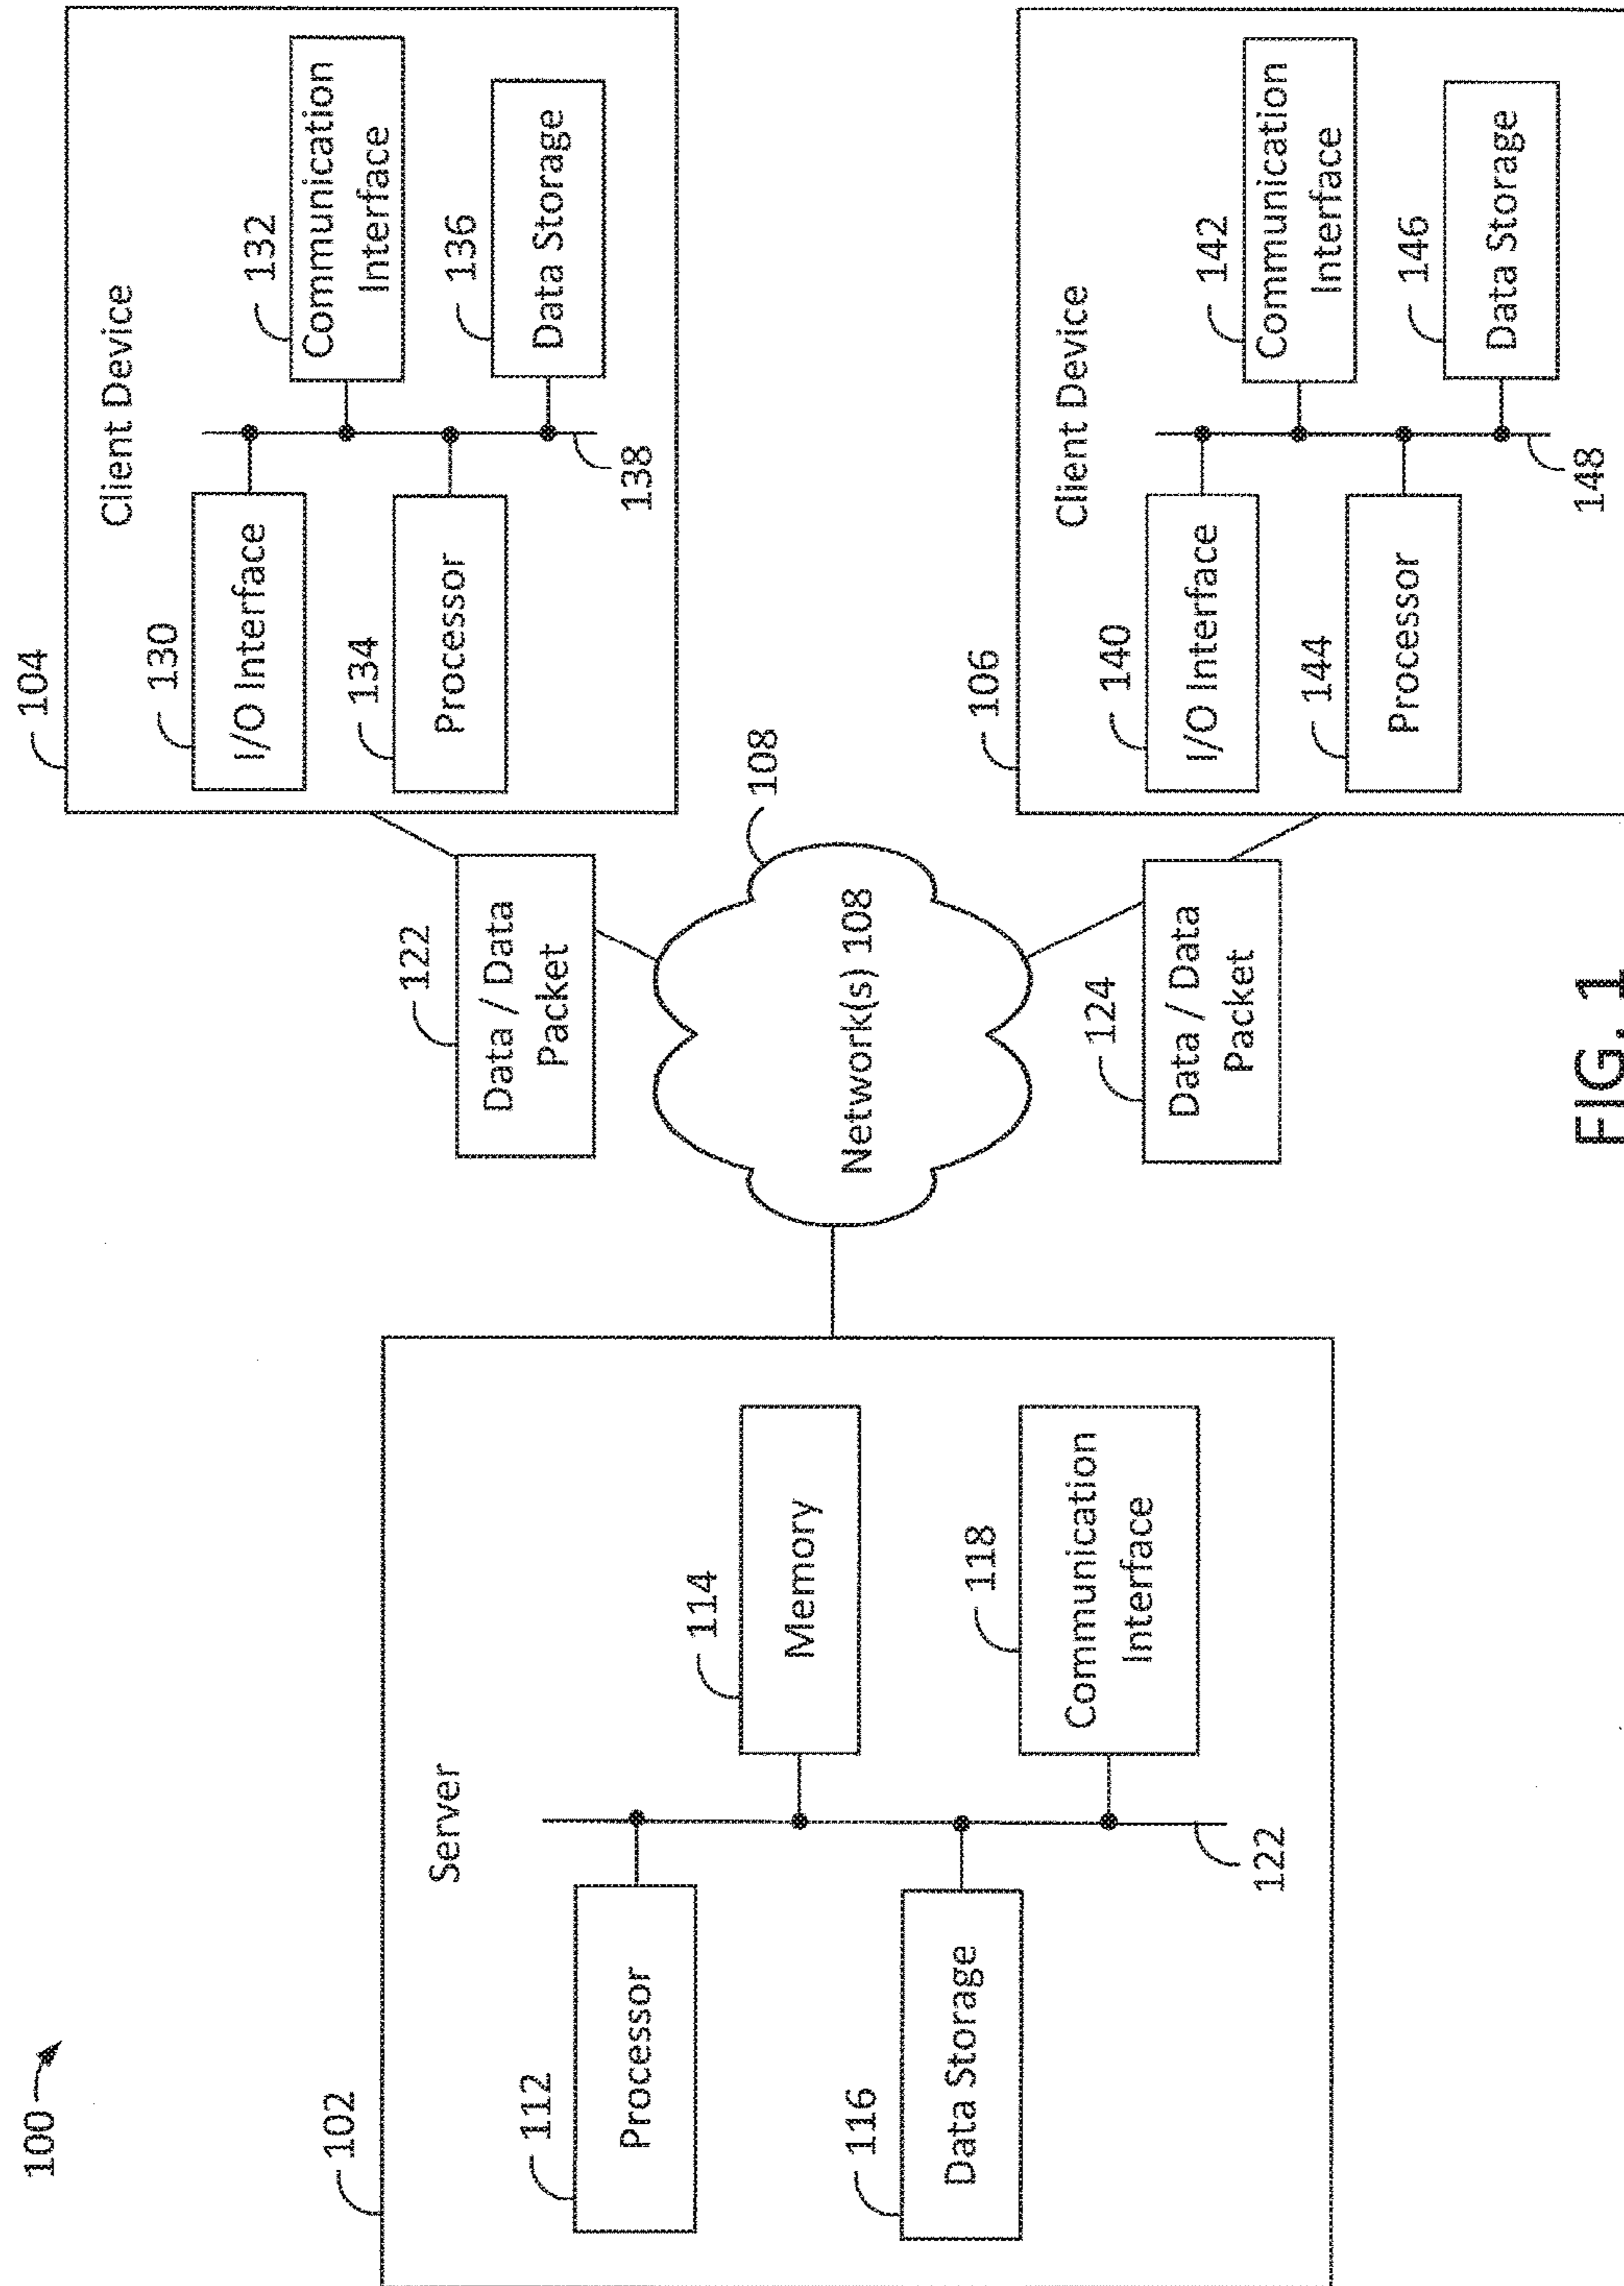 100
102
Server
112
Processor
114
Memory
116
Data Storage
118
Communication
Interface
122
Network(s) 108
108
122
Data / Data
Packet
124
Data / Data
Packet
104
Client Device
130
I/O Interface
132
Communication
Interface
134
Processor
136
Data Storage
138
106
Client Device
140
I/O Interface
142
Communication
Interface
144
Processor
146
Data Storage
148
FIG. 1